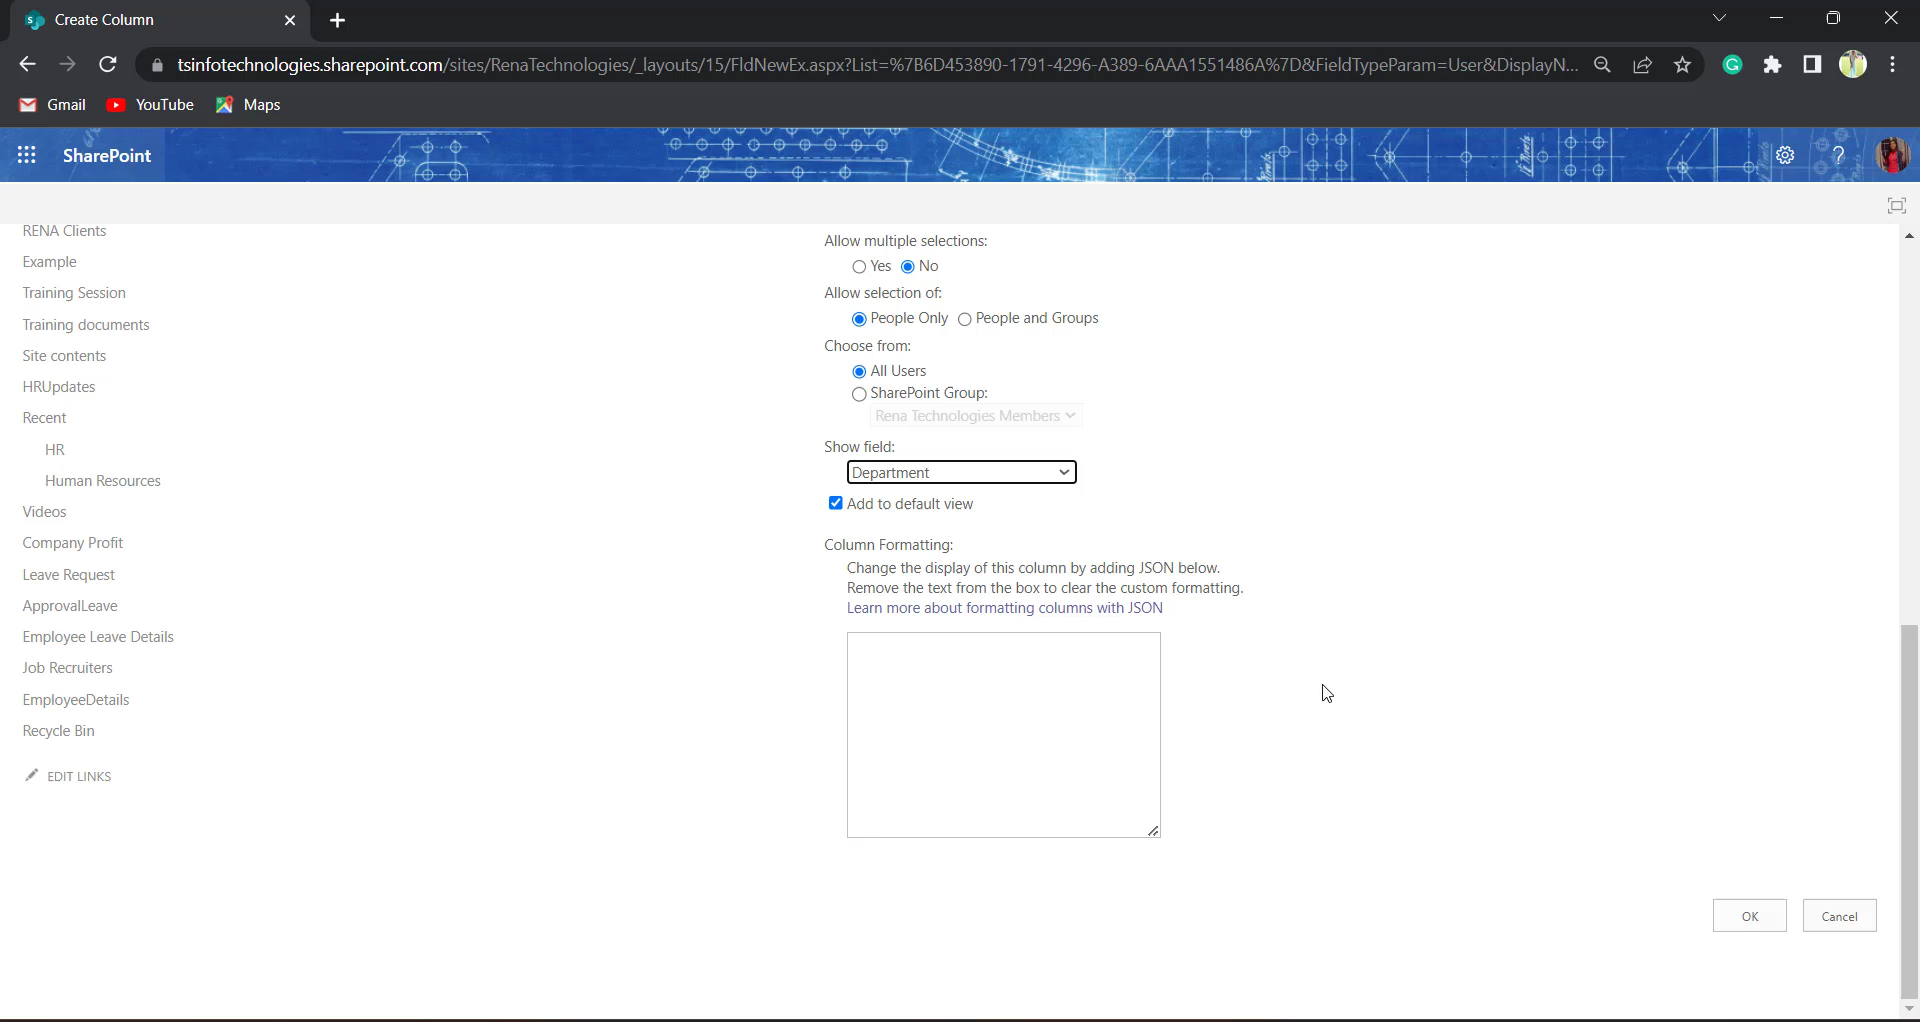 Create Column
tsinfotechnologies.sharepoint.com/sites/RenaTechnologies/_layouts/15/FldNewEx.aspx?List=%7B6D453890-1791-4296-A389-6AAA1551486A%7D&FieldTypeParam=User&DisplayN...
Gmail YouTube Maps
SharePoint
RENA Clients
Example
Training Session
Training documents
Site contents
HRUpdates
Recent
HR
Human Resources
Videos
Company Profit
Leave Request
ApprovalLeave
Employee Leave Details
Job Recruiters
EmployeeDetails
Recycle Bin
EDIT LINKS
Allow multiple selections:
Yes No
Allow selection of:
People Only People and Groups
Choose from:
All Users
SharePoint Group:
Rena Technologies Members
Show field:
Department
Add to default view
Column Formatting:
Change the display of this column by adding JSON below.
Remove the text from the box to clear the custom formatting.
Learn more about formatting columns with JSON
OK Cancel